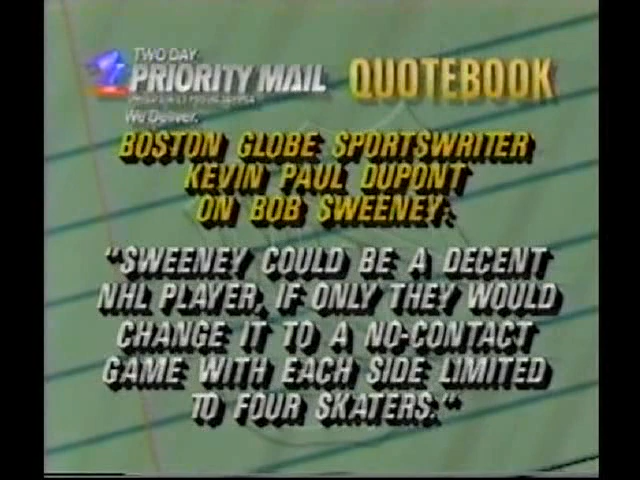 TWO DAY
PRIORITY MAIL
QUOTEBOOK
We Deliver.
BOSTON GLOBE SPORTSWRITER
KEVIN PAUL DUPONT
ON BOB SWEENEY:
"SWEENEY COULD BE A DECENT
NHL PLAYER, IF ONLY THEY WOULD
CHANGE IT TO A NO-CONTACT
GAME WITH EACH SIDE LIMITED
TO FOUR SKATERS."